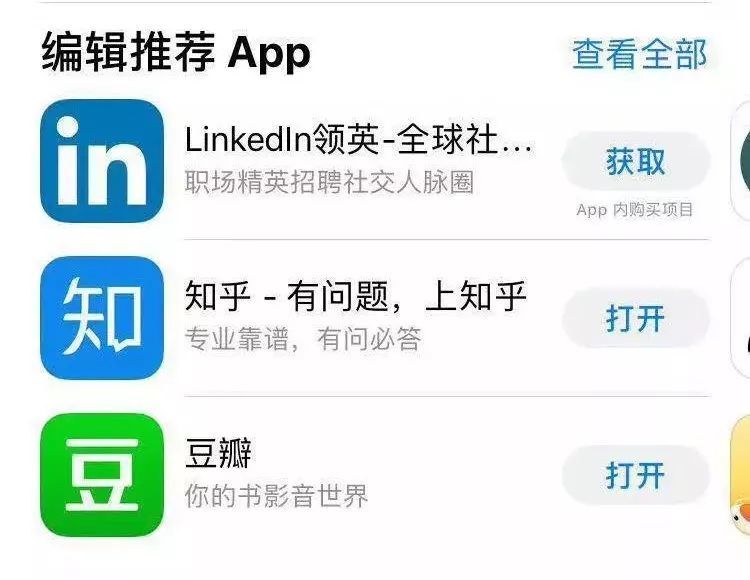 编辑推荐 App
查看全部
in
LinkedIn领英-全球社...
职场精英招聘社交人脉圈
获取
App 内购买项目
知
知乎 - 有问题，上知乎
专业靠谱，有问必答
打开
豆
豆瓣
你的书影音世界
打开